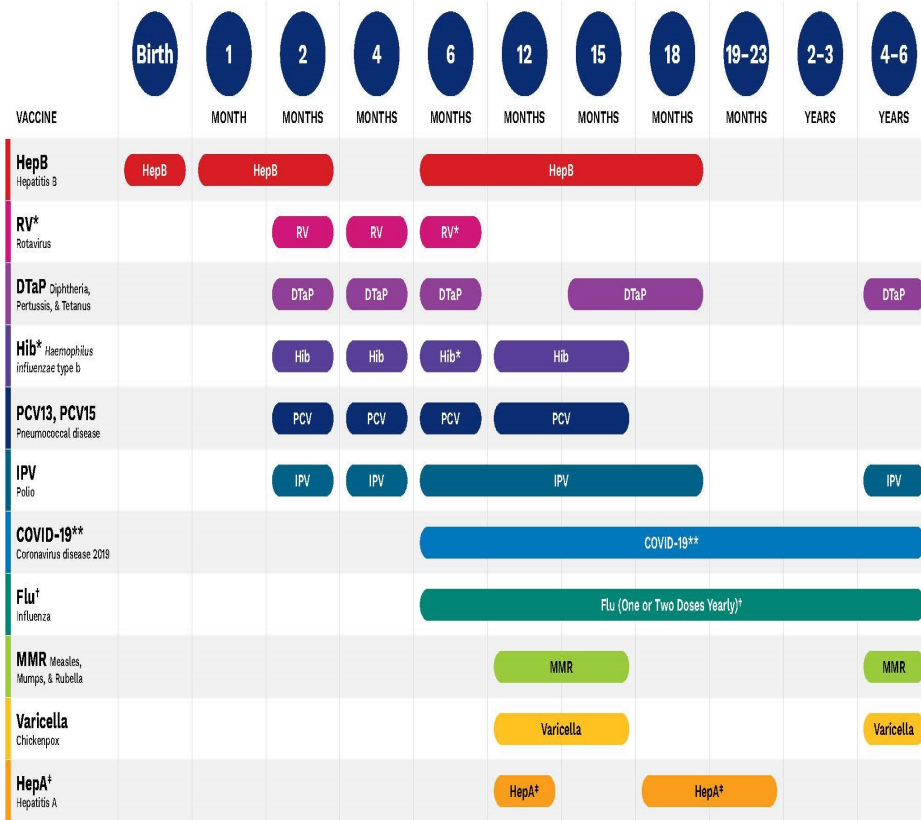 Birth 1 2 4 6 12 15 18 19–23 2–3 4–6
VACCINE MONTH MONTHS MONTHS MONTHS MONTHS MONTHS MONTHS MONTHS YEARS YEARS
HepB
Hepatitis B
HepB HepB HepB
RV*
Rotavirus
RV RV RV*
DTaP Diphtheria,
Pertussis, & Tetanus
DTaP DTaP DTaP DTaP DTaP
Hib* Haemophilus
influenzae type b
Hib Hib Hib* Hib
PCV13, PCV15
Pneumococcal disease
PCV PCV PCV PCV
IPV
Polio
IPV IPV IPV IPV
COVID-19**
Coronavirus disease 2019
COVID-19**
Flu†
Influenza
Flu (One or Two Doses Yearly)†
MMR Measles,
Mumps, & Rubella
MMR MMR
Varicella
Chickenpox
Varicella Varicella
HepA‡
Hepatitis A
HepA‡ HepA‡